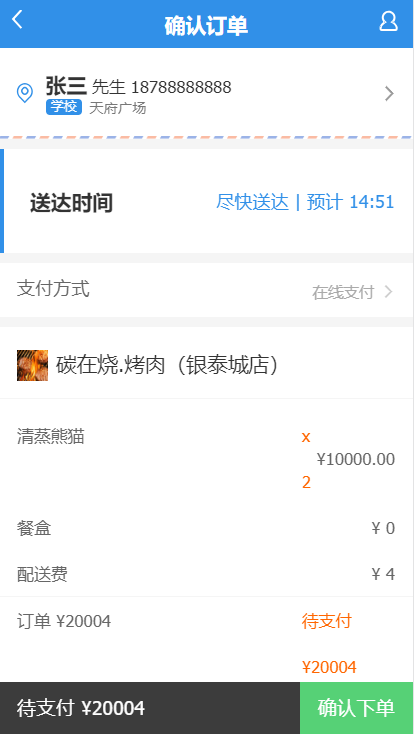 确认订单
张三 先生 18788888888
学校 天府广场
送达时间 尽快送达 | 预计 14:51
支付方式 在线支付
碳在烧.烤肉（银泰城店）
清蒸熊猫 x 2 ¥10000.00
餐盒 ¥ 0
配送费 ¥ 4
订单 ¥20004 待支付
¥20004
待支付 ¥20004 确认下单